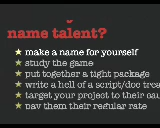 name talent?
★ make a name for yourself
★ study the game
★ put together a tight package
★ write a hell of a script/doc trea
★ target your project to their cau
★ pay them their regular rate